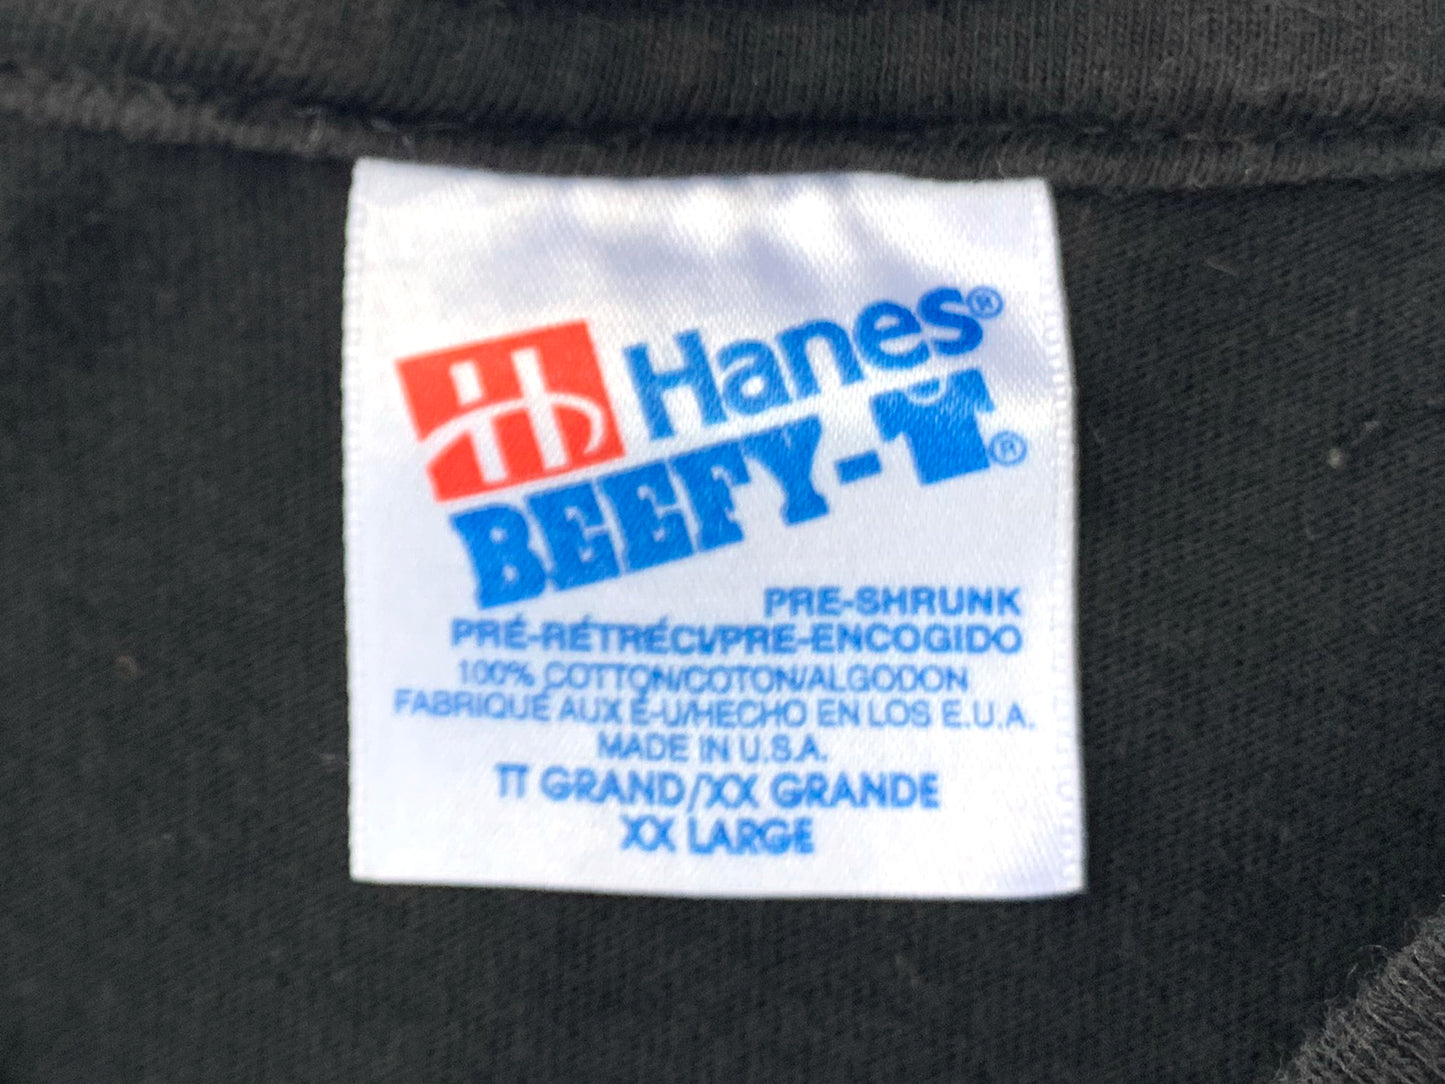 Hanes®
BEEFY-T®
PRE-SHRUNK
PRÉ-RÉTRÉCI/PRE-ENCOGIDO
100% COTTON/COTON/ALGODON
FABRIQUÉ AUX É-U/HECHO EN LOS E.U.A.
MADE IN U.S.A.
TT GRAND/XX GRANDE
XX LARGE